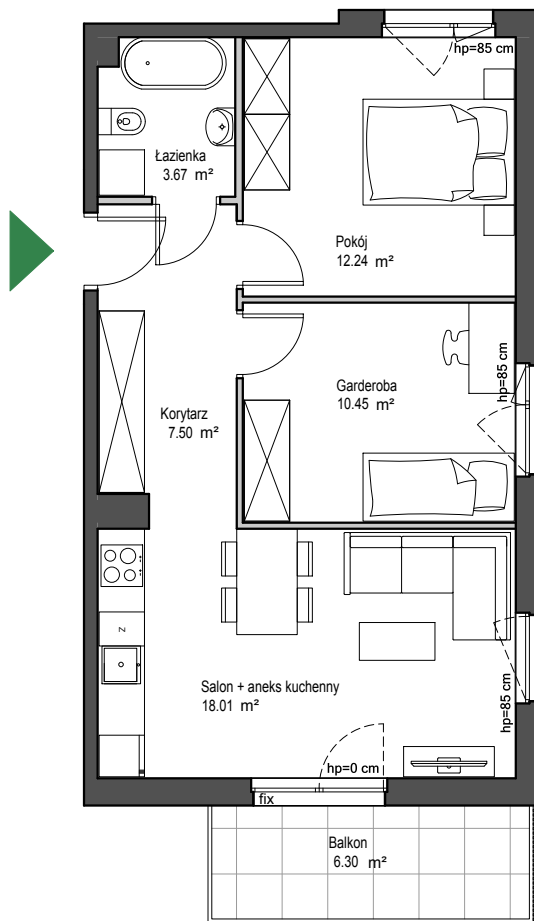 hp=85 cm
Łazienka
3.67 m²
Pokój
12.24 m²
hp=85 cm
Garderoba
10.45 m²
Korytarz
7.50 m²
Z
Salon + aneks kuchenny
18.01 m²
hp=85 cm
hp=0 cm
fix
Balkon
6.30 m²